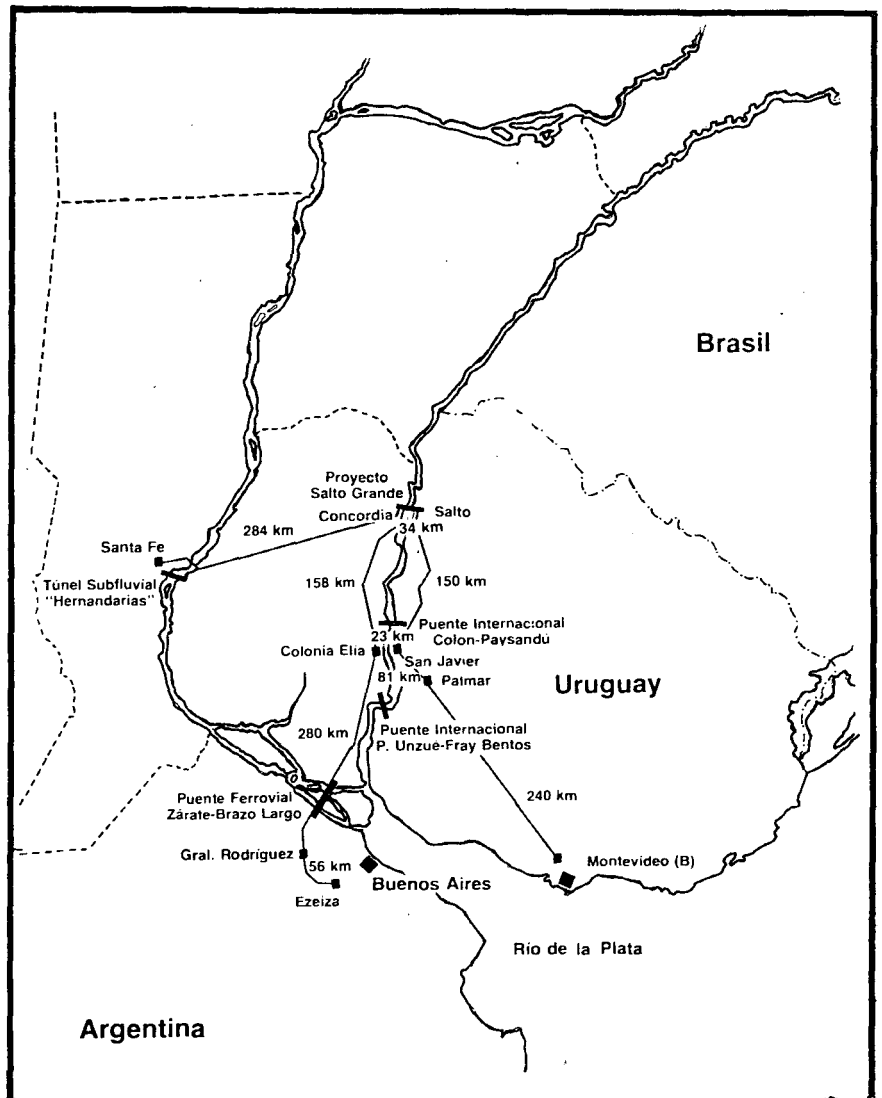 Brasil
Proyecto
Salto Grande
Concordia
Salto
34 km
284 km
Santa Fe
Túnel Subfluvial
"Hernandarias"
158 km
150 km
Puente Internacional
Colon-Paysandú
23 km
Colonia Elia
San Javier
81 km
Palmar
Uruguay
280 km
Puente Internacional
P. Unzué-Fray Bentos
Puente Ferrovial
Zárate-Brazo Largo
240 km
Gral. Rodríguez
56 km
Montevideo (B)
Buenos Aires
Ezeiza
Río de la Plata
Argentina